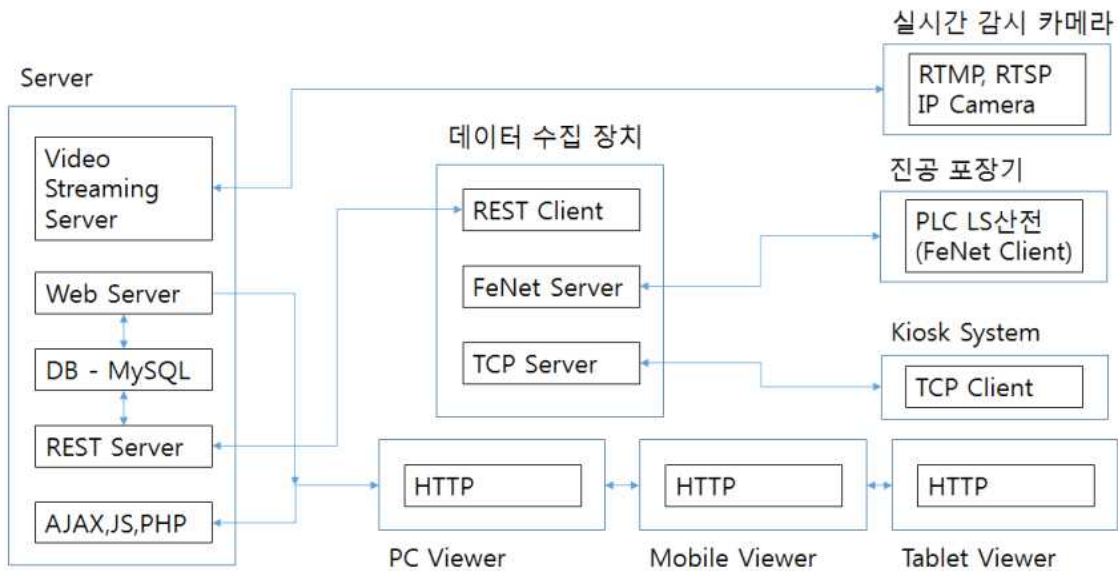 실시간 감시 카메라
RTMP, RTSP
IP Camera
Server
Video
Streaming
Server
데이터 수집 장치
REST Client
진공 포장기
PLC LS산전
(FeNet Client)
Web Server
FeNet Server
DB - MySQL
TCP Server
Kiosk System
TCP Client
REST Server
HTTP
HTTP
HTTP
AJAX,JS,PHP
PC Viewer
Mobile Viewer
Tablet Viewer